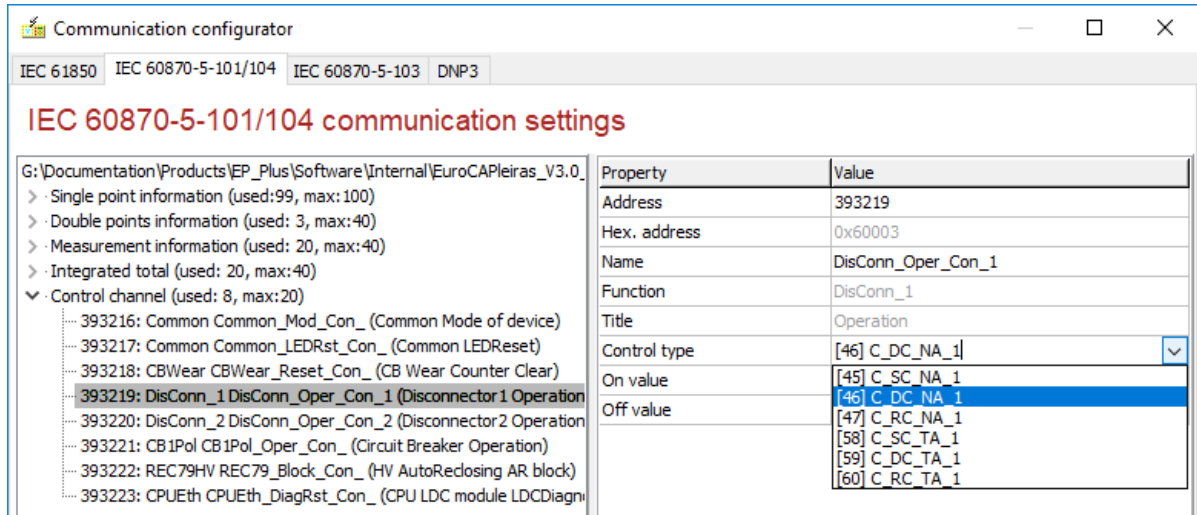 Communication configurator
IEC 61850 IEC 60870-5-101/104 IEC 60870-5-103 DNP3
IEC 60870-5-101/104 communication settings
G:\Documentation\Products\EP_Plus\Software\Internal\EuroCAPleiras_V3.0_
Single point information (used:99, max:100)
Double points information (used: 3, max:40)
Measurement information (used: 20, max:40)
Integrated total (used: 20, max:40)
Control channel (used: 8, max:20)
393216: Common Common_Mod_Con_ (Common Mode of device)
393217: Common Common_LEDRst_Con_ (Common LEDReset)
393218: CBWear CBWear_Reset_Con_ (CB Wear Counter Clear)
393219: DisConn_1 DisConn_Oper_Con_1 (Disconnector1 Operation
393220: DisConn_2 DisConn_Oper_Con_2 (Disconnector2 Operation
393221: CB1Pol CB1Pol_Oper_Con_ (Circuit Breaker Operation)
393222: REC79HV REC79_Block_Con_ (HV AutoReclosing AR block)
393223: CPUEth CPUEth_DiagRst_Con_ (CPU LDC module LDCDiagn
Property Value
Address 393219
Hex. address 0x60003
Name DisConn_Oper_Con_1
Function DisConn_1
Title Operation
Control type [46] C_DC_NA_1
On value
Off value
[45] C_SC_NA_1
[46] C_DC_NA_1
[47] C_RC_NA_1
[58] C_SC_TA_1
[59] C_DC_TA_1
[60] C_RC_TA_1